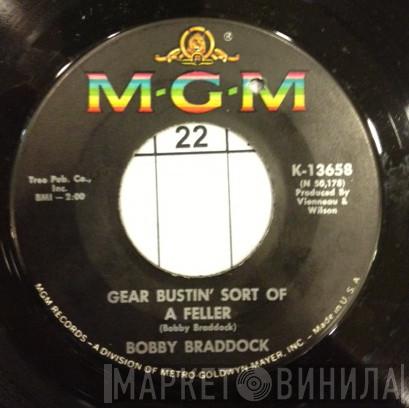 M-G-M
22
K-13658
(N 50,178)
Produced By
Vienneau &
Wilson
Tree Pub. Co.,
Inc.
BMI - 2:00
GEAR BUSTIN' SORT OF
A FELLER
(Bobby Braddock)
BOBBY BRADDOCK
MGM RECORDS - A DIVISION OF METRO-GOLDWYN-MAYER, INC. - Made in U.S.A
МАРКЕТ ВИНИЛА